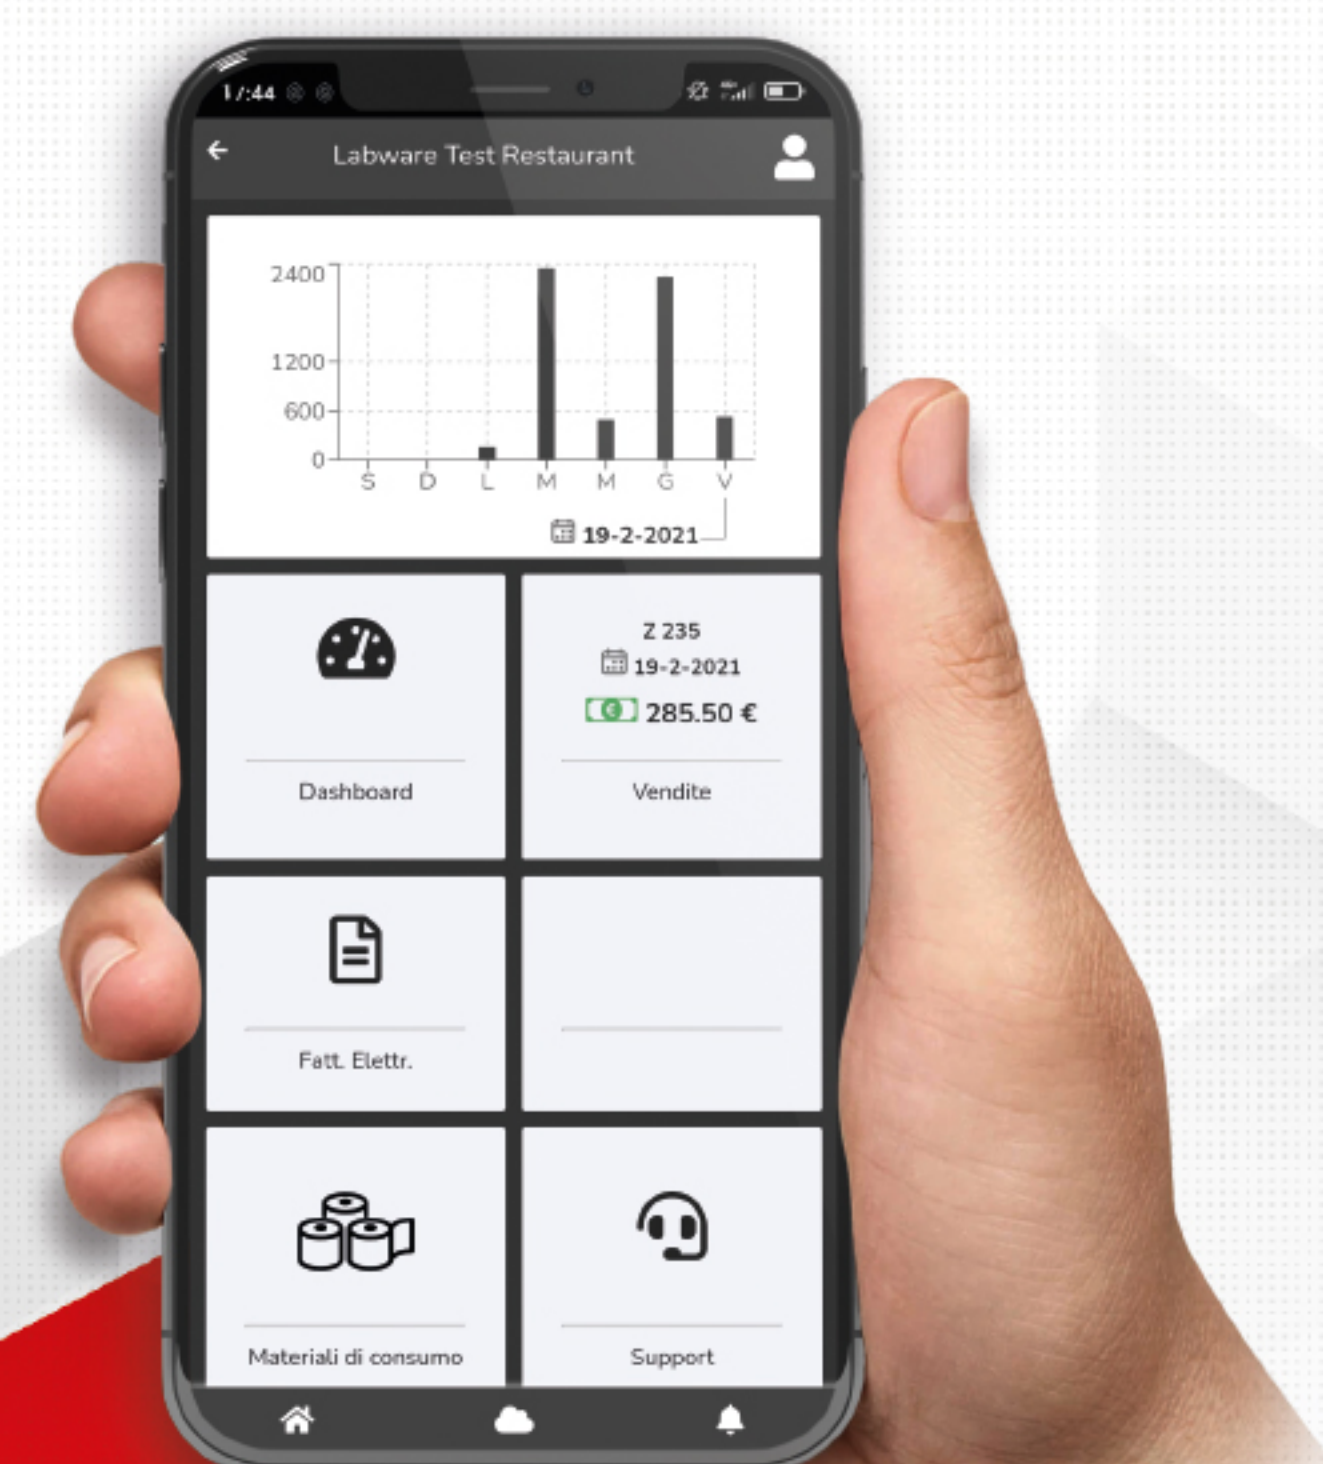 17:44
Labware Test Restaurant
2400
1200
600
0
S D L M M G V
19-2-2021
Z 235
19-2-2021
285.50 €
Dashboard
Vendite
Fatt. Elettr.
Materiali di consumo
Support